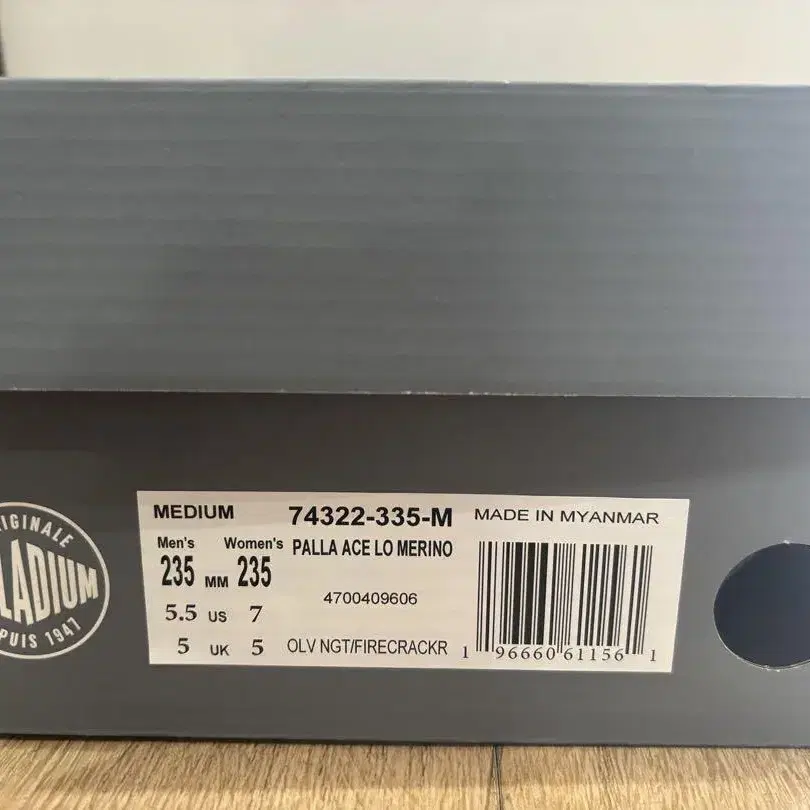 MEDIUM 74322-335-M MADE IN MYANMAR
Men's Women's PALLA ACE LO MERINO
235 MM 235
4700409606
5.5 US 7
5 UK 5 OLV NGT/FIRECRACKR
1 96660 61156 1
IGINALE
LADIUM
PUIS 1947